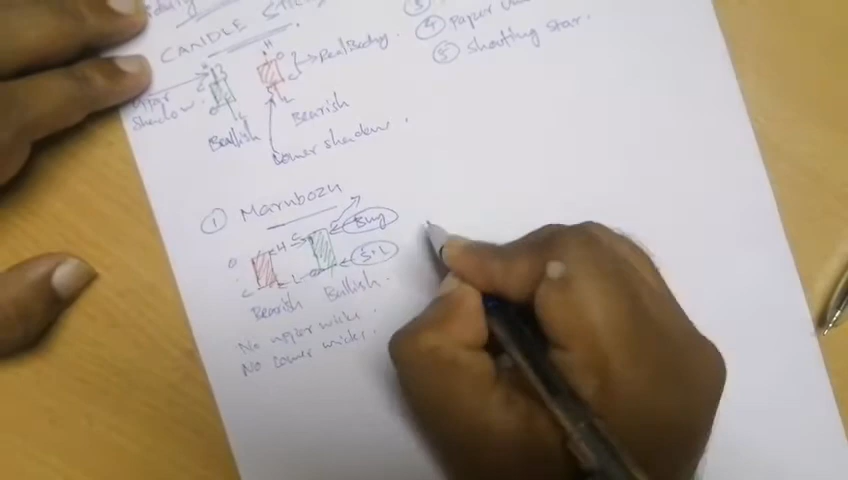 CANDLE
③
④ Paper
⑤ Shooting Star.
H
O
Real Body.
C
L
Upper
Shadow.
Bullish
Bearish
Lower shadow.
① Marubozu
O H C Buy
C L S.L
Bearish Bullish.
No upper wicks.
No lower wicks.